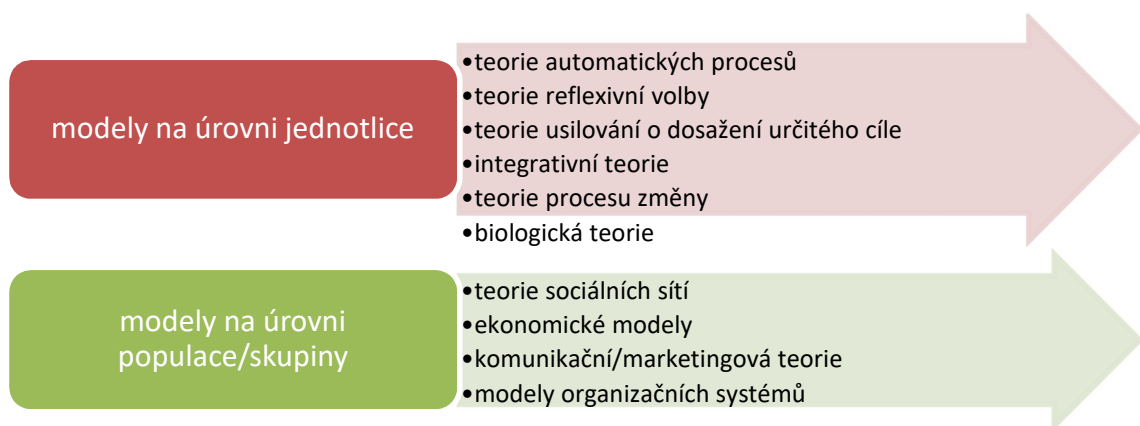 modely na úrovni jednotlice
•teorie automatických procesů
•teorie reflexivní volby
•teorie usilování o dosažení určitého cíle
•integrativní teorie
•teorie procesu změny
•biologická teorie
modely na úrovni
populace/skupiny
•teorie sociálních sítí
•ekonomické modely
•komunikační/marketingová teorie
•modely organizačních systémů